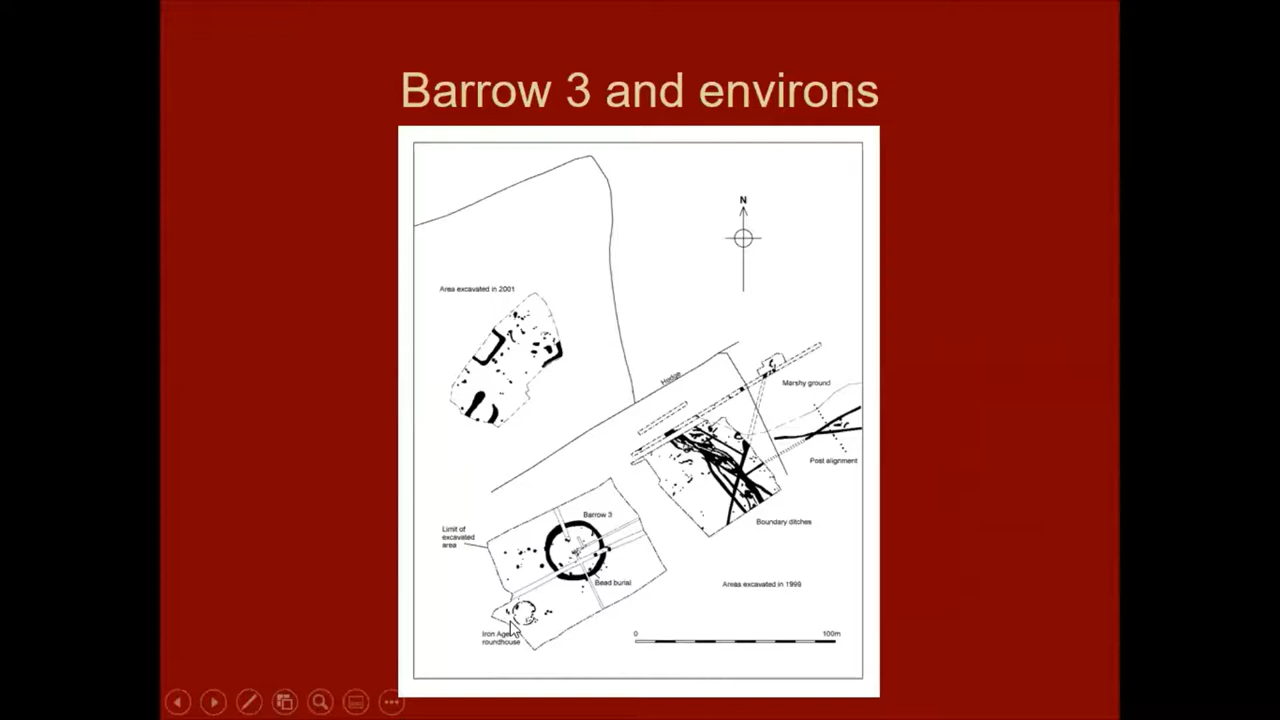 Barrow 3 and environs
N
Area excavated in 2001
Hedge
Marshy ground
Post alignment
Barrow 3
Boundary ditches
Limit of
excavated
area
Bead burial
Areas excavated in 1999
Iron Age
roundhouse
0
100m